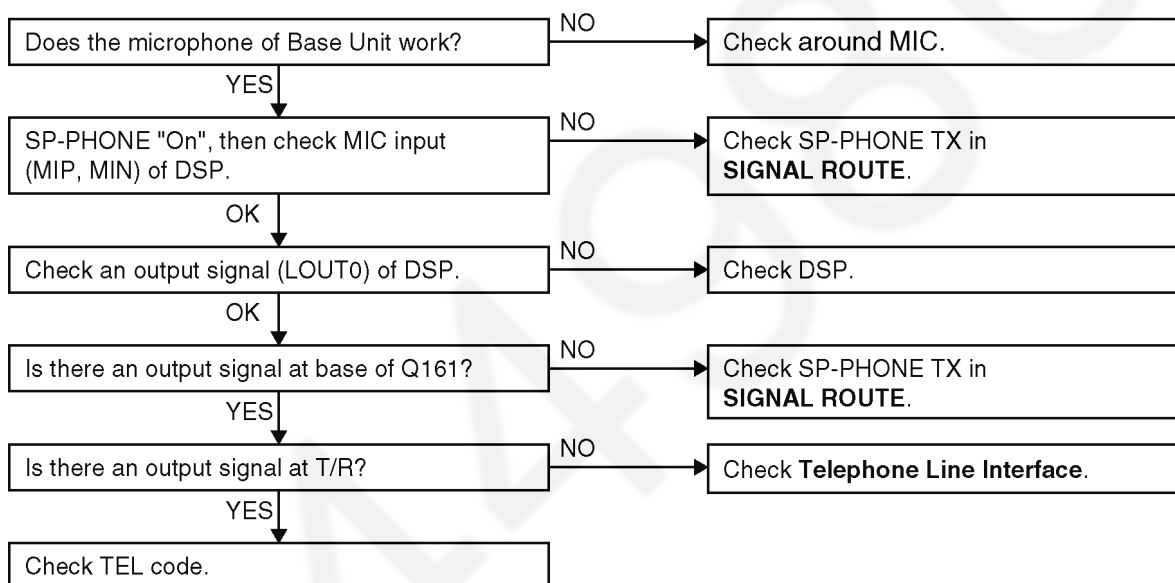 Does the microphone of Base Unit work?
NO
Check around MIC.
YES
SP-PHONE "On", then check MIC input
(MIP, MIN) of DSP.
NO
Check SP-PHONE TX in
SIGNAL ROUTE.
OK
Check an output signal (LOUT0) of DSP.
NO
Check DSP.
OK
Is there an output signal at base of Q161?
NO
Check SP-PHONE TX in
SIGNAL ROUTE.
YES
Is there an output signal at T/R?
NO
Check Telephone Line Interface.
YES
Check TEL code.